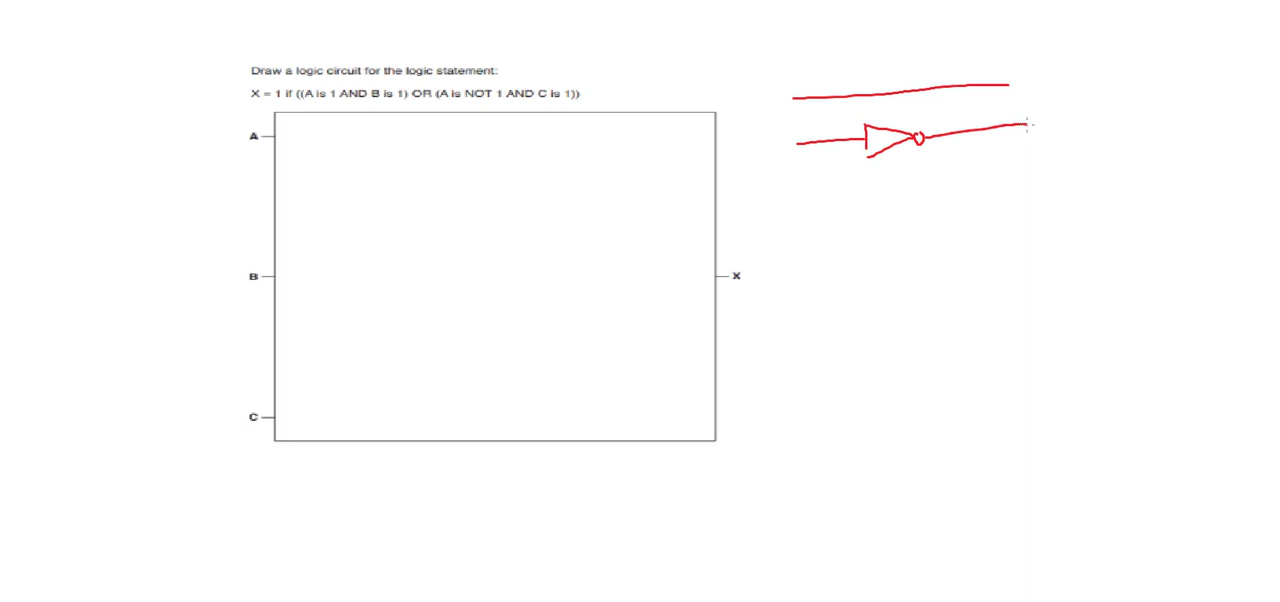 Draw a logic circuit for the logic statement:
X = 1 if ((A is 1 AND B is 1) OR (A is NOT 1 AND C is 1))
A
B
X
C